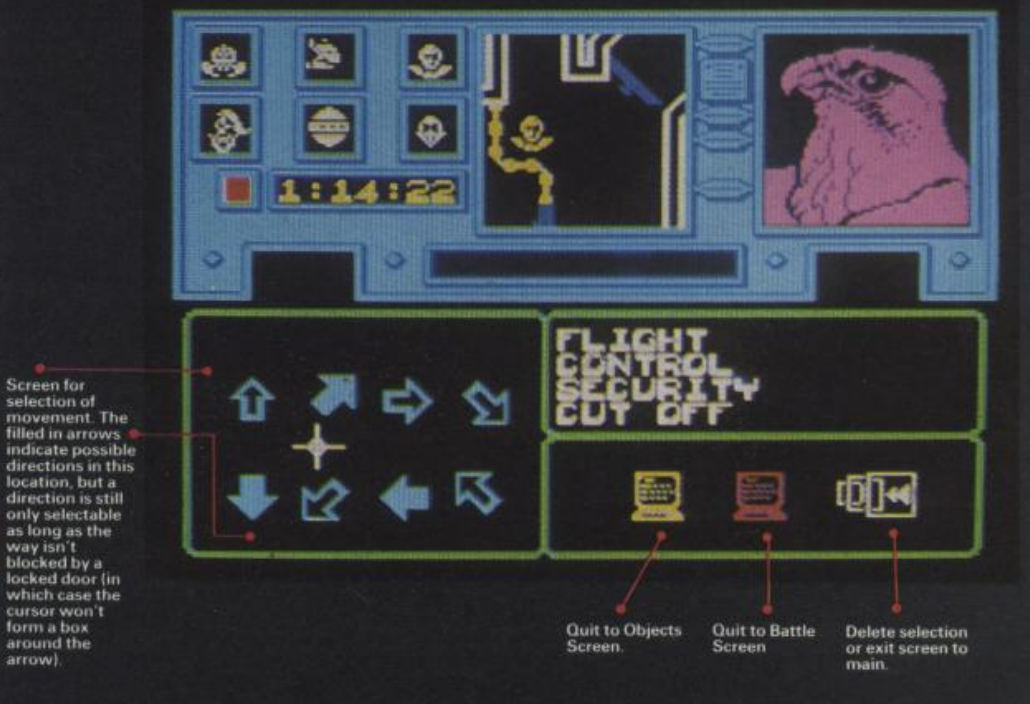 1:14:22
FLIGHT
CONTROL
SECURITY
CUT OFF
Screen for
selection of
movement. The
filled in arrows
indicate possible
directions in this
location, but a
direction is still
only selectable
as long as the
way isn't
blocked by a
locked door (in
which case the
cursor won't
form a box
around the
arrow).
Quit to Objects
Screen.
Quit to Battle
Screen
Delete selection
or exit screen to
main.